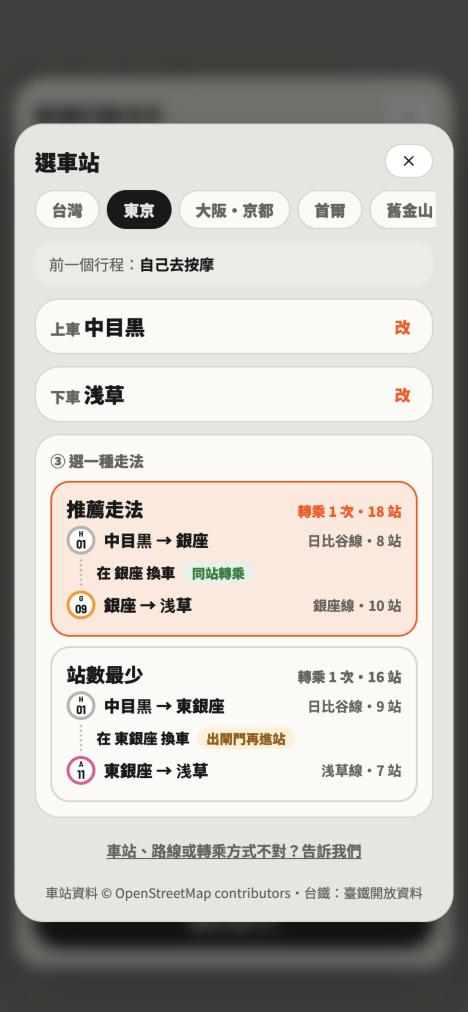 選車站
×
台灣 東京 大阪・京都 首爾 舊金山
前一個行程：自己去按摩
上車 中目黒 改
下車 浅草 改
③ 選一種走法
推薦走法 轉乘 1 次・18 站
H 01 中目黒 → 銀座 日比谷線・8 站
在 銀座 換車 同站轉乘
G 09 銀座 → 浅草 銀座線・10 站
站數最少 轉乘 1 次・16 站
H 01 中目黒 → 東銀座 日比谷線・9 站
在 東銀座 換車 出閘門再進站
A 11 東銀座 → 浅草 浅草線・7 站
車站、路線或轉乘方式不對？告訴我們
車站資料 © OpenStreetMap contributors・台鐵：臺鐵開放資料